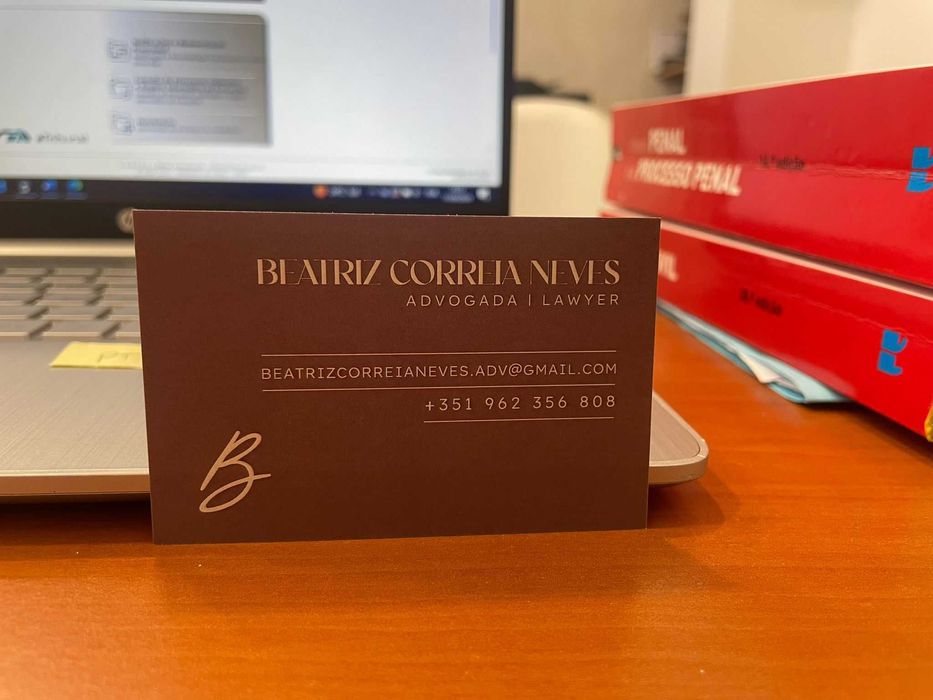 BEATRIZ CORREIA NEVES
ADVOGADA | LAWYER
BEATRIZCORREIANEVES.ADV@GMAIL.COM
+351 962 356 808
B
PENAL
PROCESSO PENAL